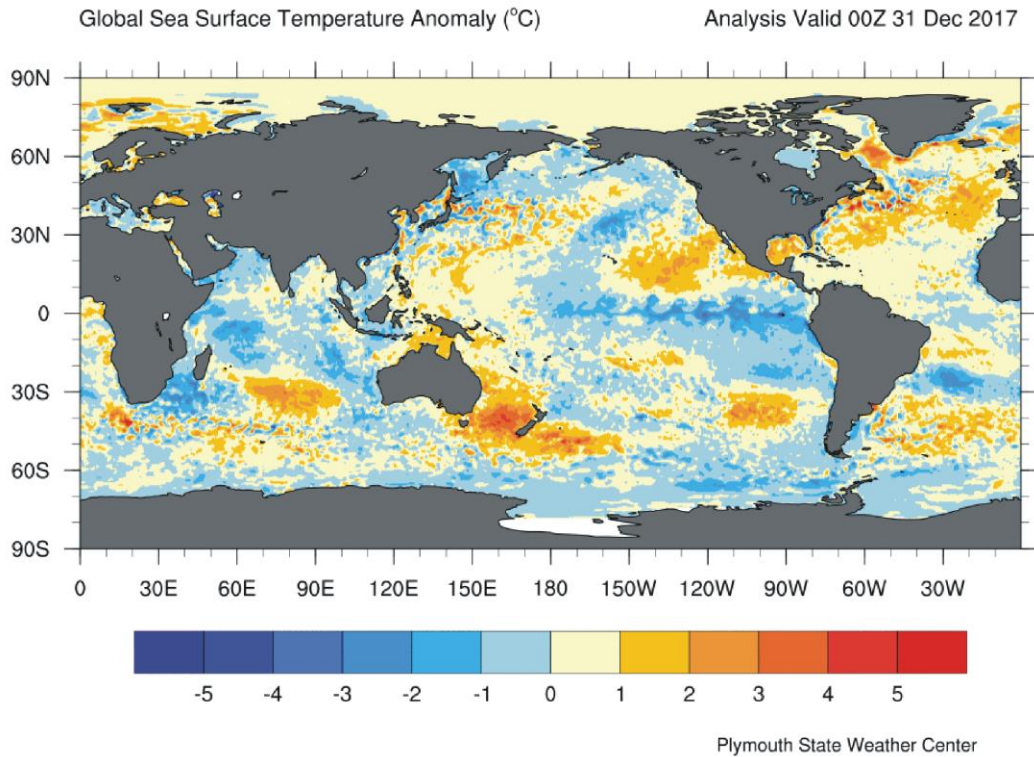 Global Sea Surface Temperature Anomaly (°C) Analysis Valid 00Z 31 Dec 2017
90N
60N
30N
0
30S
60S
90S
0 30E 60E 90E 120E 150E 180 150W 120W 90W 60W 30W
-5 -4 -3 -2 -1 0 1 2 3 4 5
Plymouth State Weather Center